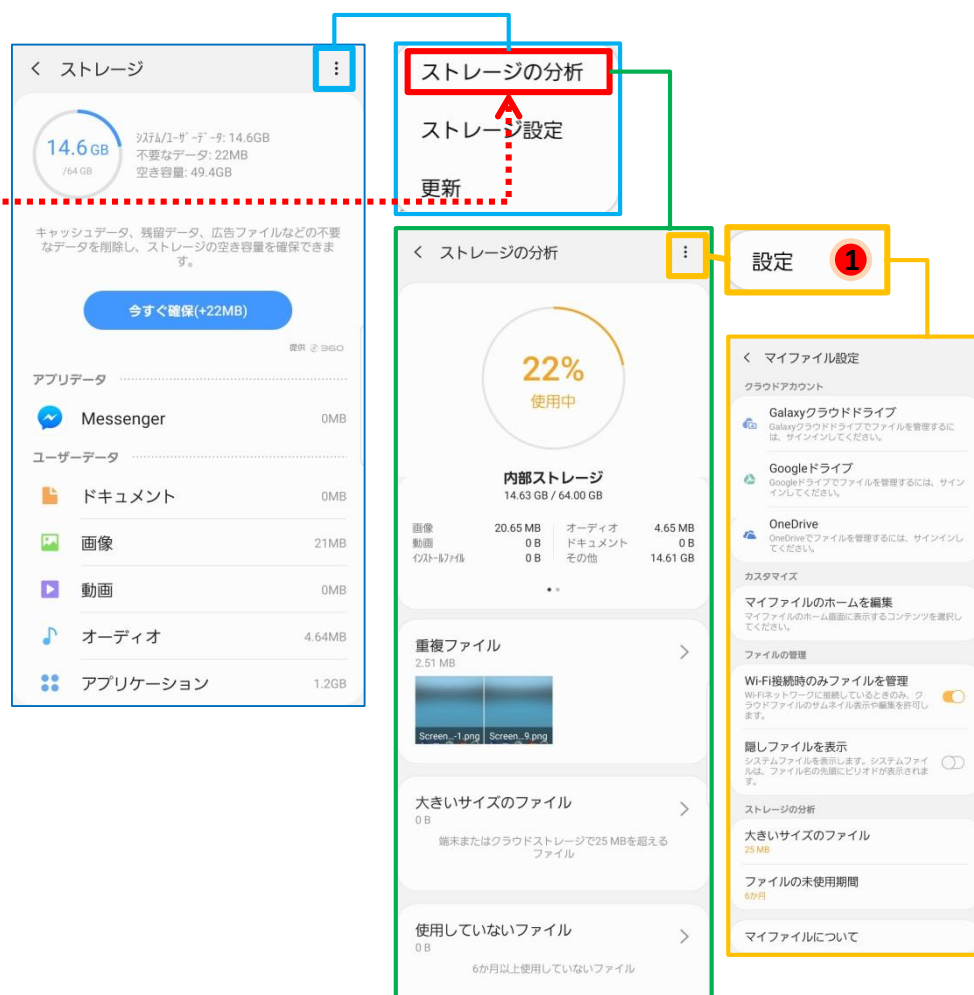 ストレージ
14.6 GB
/64 GB
ｼｽﾃﾑ/ﾕｰｻﾞｰﾃﾞｰﾀ: 14.6GB
不要なデータ: 22MB
空き容量: 49.4GB
キャッシュデータ、残留データ、広告ファイルなどの不要
なデータを削除し、ストレージの空き容量を確保できま
す。
今すぐ確保(+22MB)
提供 360
アプリデータ
Messenger 0MB
ユーザーデータ
ドキュメント 0MB
画像 21MB
動画 0MB
オーディオ 4.64MB
アプリケーション 1.2GB
ストレージの分析
ストレージ設定
更新
ストレージの分析
22%
使用中
内部ストレージ
14.63 GB / 64.00 GB
画像 20.65 MB オーディオ 4.65 MB
動画 0 B ドキュメント 0 B
ｲﾝｽﾄｰﾙﾌｧｲﾙ 0 B その他 14.61 GB
重複ファイル
2.51 MB
Screen...-1.png Screen...9.png
大きいサイズのファイル
0 B
端末またはクラウドストレージで25 MBを超える
ファイル
使用していないファイル
0 B
6か月以上使用していないファイル
設定 1
マイファイル設定
クラウドアカウント
Galaxyクラウドドライブ
Galaxyクラウドドライブでファイルを管理するに
は、サインインしてください。
Googleドライブ
Googleドライブでファイルを管理するには、サイン
インしてください。
OneDrive
OneDriveでファイルを管理するには、サインインし
てください。
カスタマイズ
マイファイルのホームを編集
マイファイルのホーム画面に表示するコンテンツを選択し
てください。
ファイルの管理
Wi-Fi接続時のみファイルを管理
Wi-Fiネットワークに接続しているときのみ、ク
ラウドファイルのサムネイル表示や編集を許可し
ます。
隠しファイルを表示
システムファイルを表示します。システムファイ
ルは、ファイル名の先頭にピリオドが表示されま
す。
ストレージの分析
大きいサイズのファイル
25 MB
ファイルの未使用期間
6か月
マイファイルについて